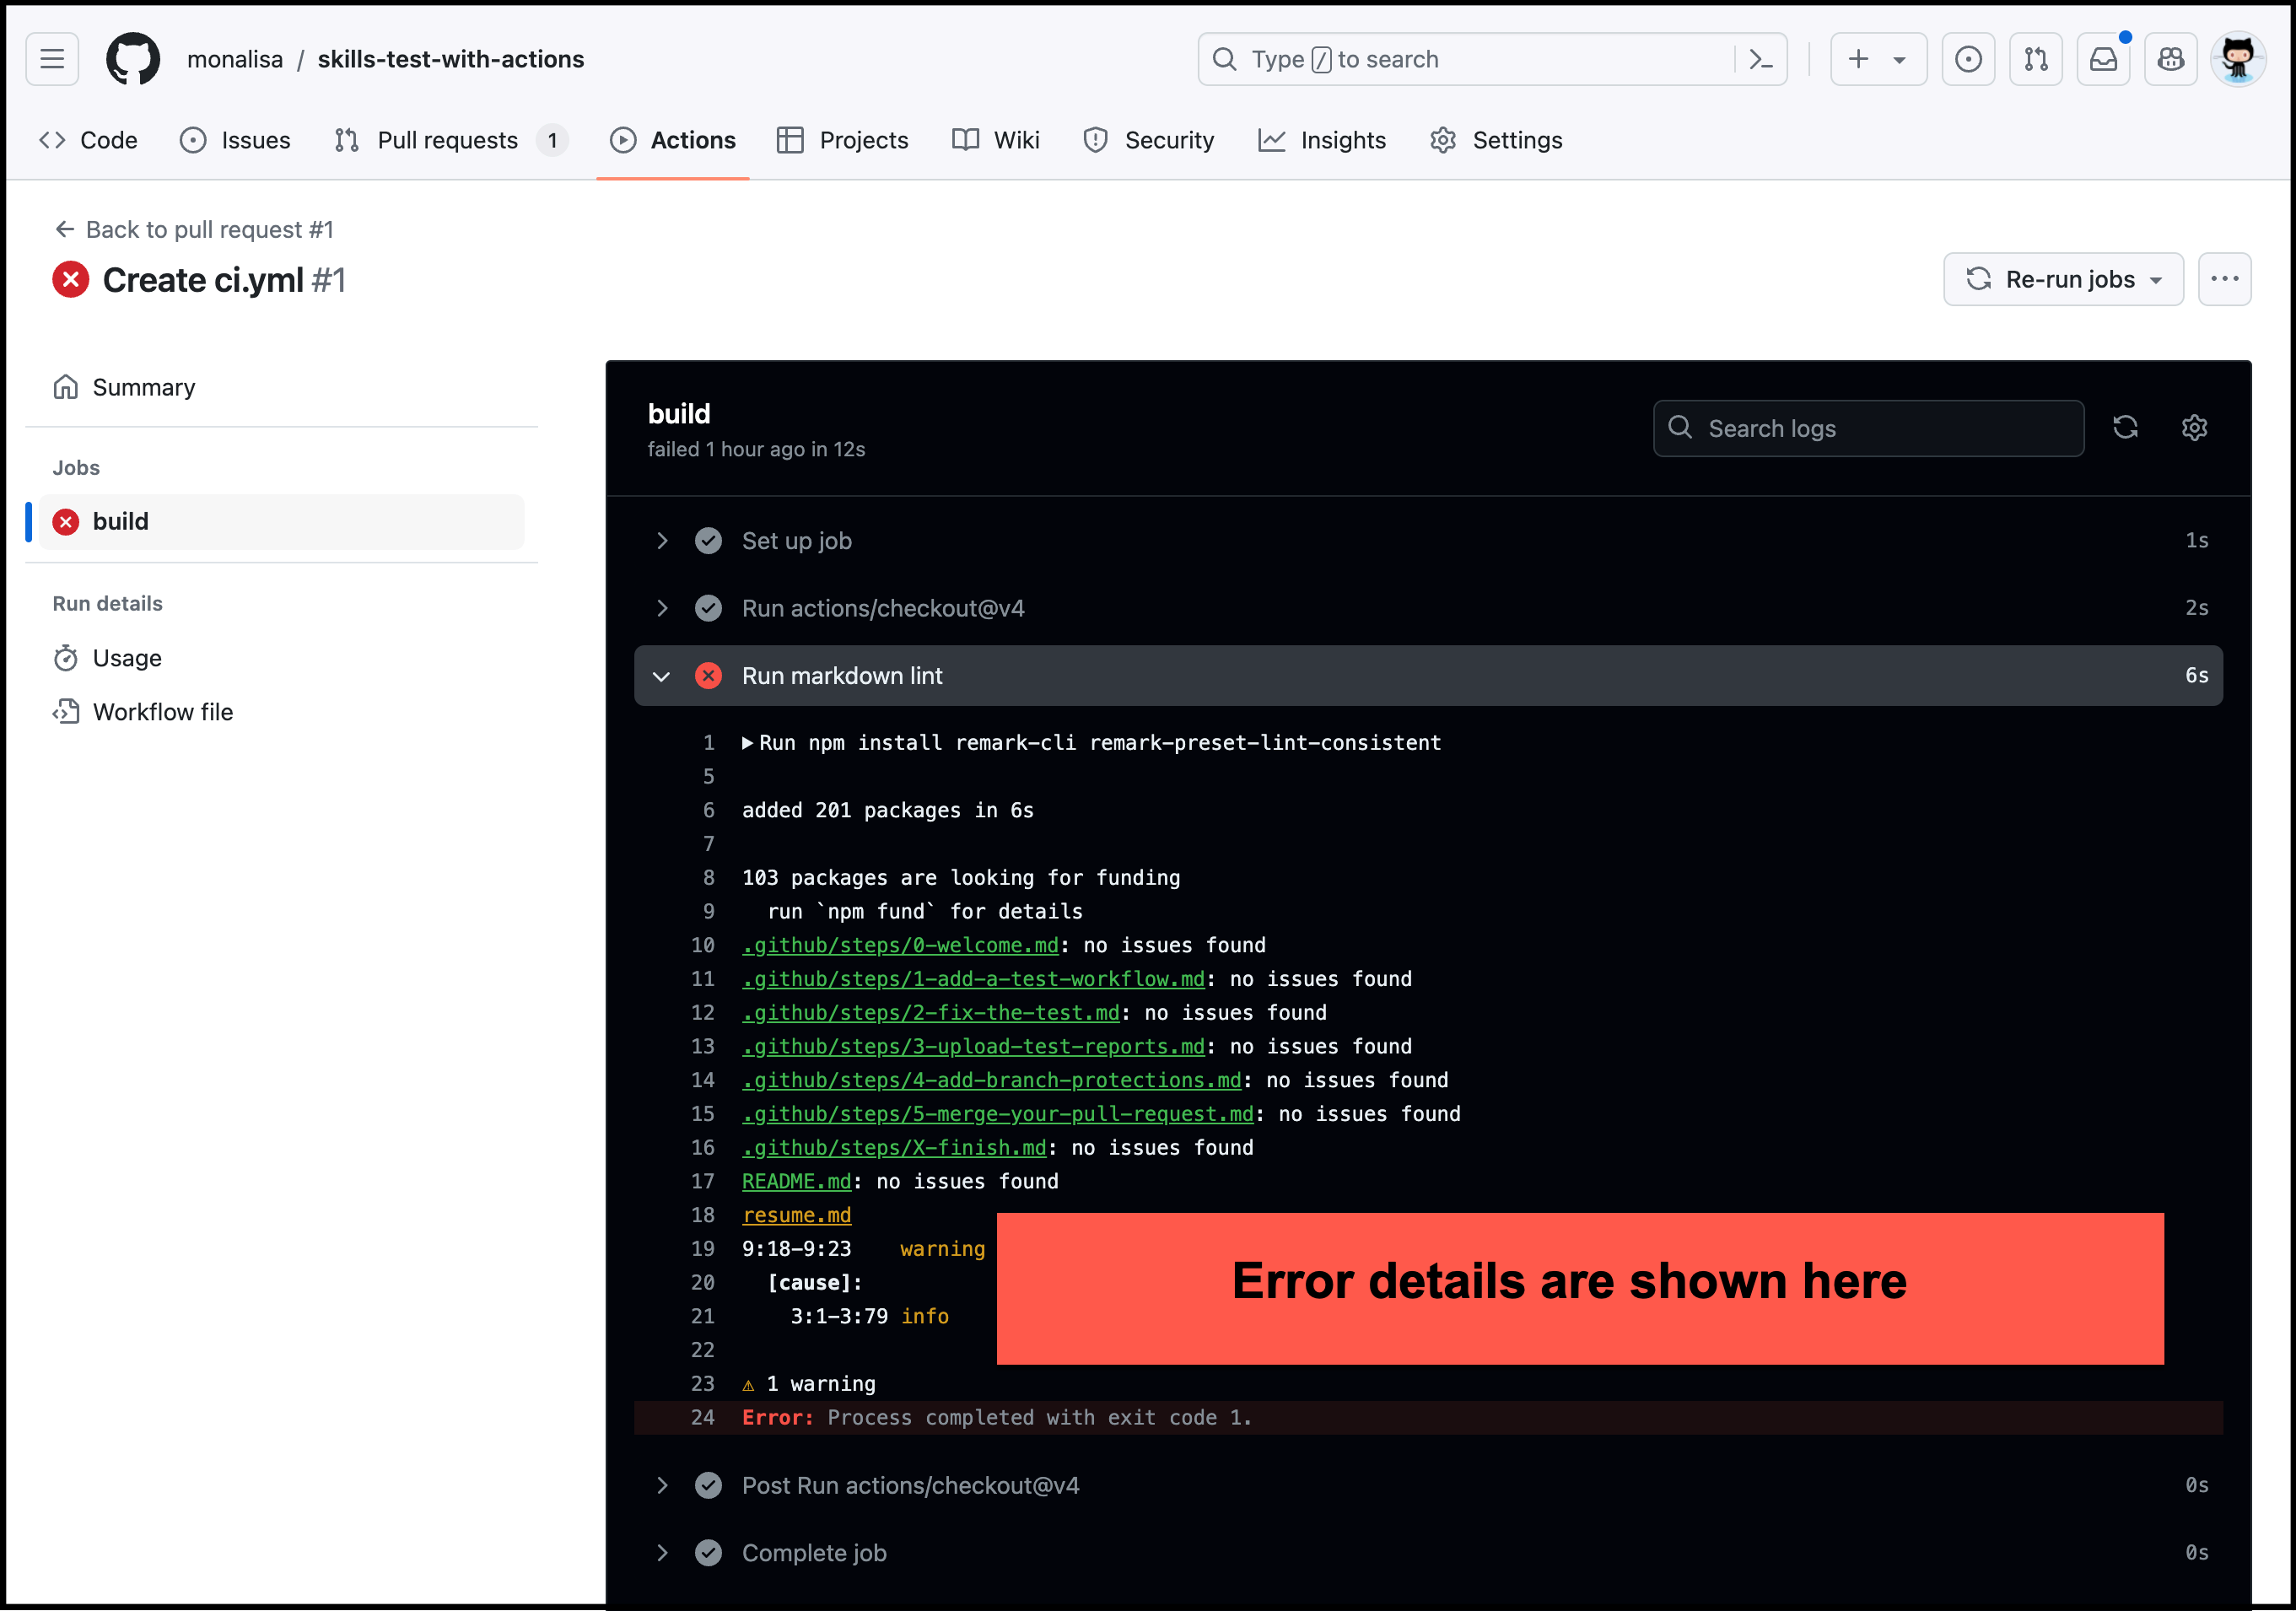 monalisa / skills-test-with-actions
Type / to search
Code Issues Pull requests 1 Actions Projects Wiki Security Insights Settings
Back to pull request #1
Create ci.yml #1
Re-run jobs
Summary
Jobs
build
Run details
Usage
Workflow file
build
failed 1 hour ago in 12s
Search logs
Set up job 1s
Run actions/checkout@v4 2s
Run markdown lint 6s
1 Run npm install remark-cli remark-preset-lint-consistent
5
6 added 201 packages in 6s
7
8 103 packages are looking for funding
9 run `npm fund` for details
10 .github/steps/0-welcome.md: no issues found
11 .github/steps/1-add-a-test-workflow.md: no issues found
12 .github/steps/2-fix-the-test.md: no issues found
13 .github/steps/3-upload-test-reports.md: no issues found
14 .github/steps/4-add-branch-protections.md: no issues found
15 .github/steps/5-merge-your-pull-request.md: no issues found
16 .github/steps/X-finish.md: no issues found
17 README.md: no issues found
18 resume.md
19 9:18-9:23 warning
20 [cause]:
21 3:1-3:79 info
Error details are shown here
22
23 ⚠ 1 warning
24 Error: Process completed with exit code 1.
Post Run actions/checkout@v4 0s
Complete job 0s